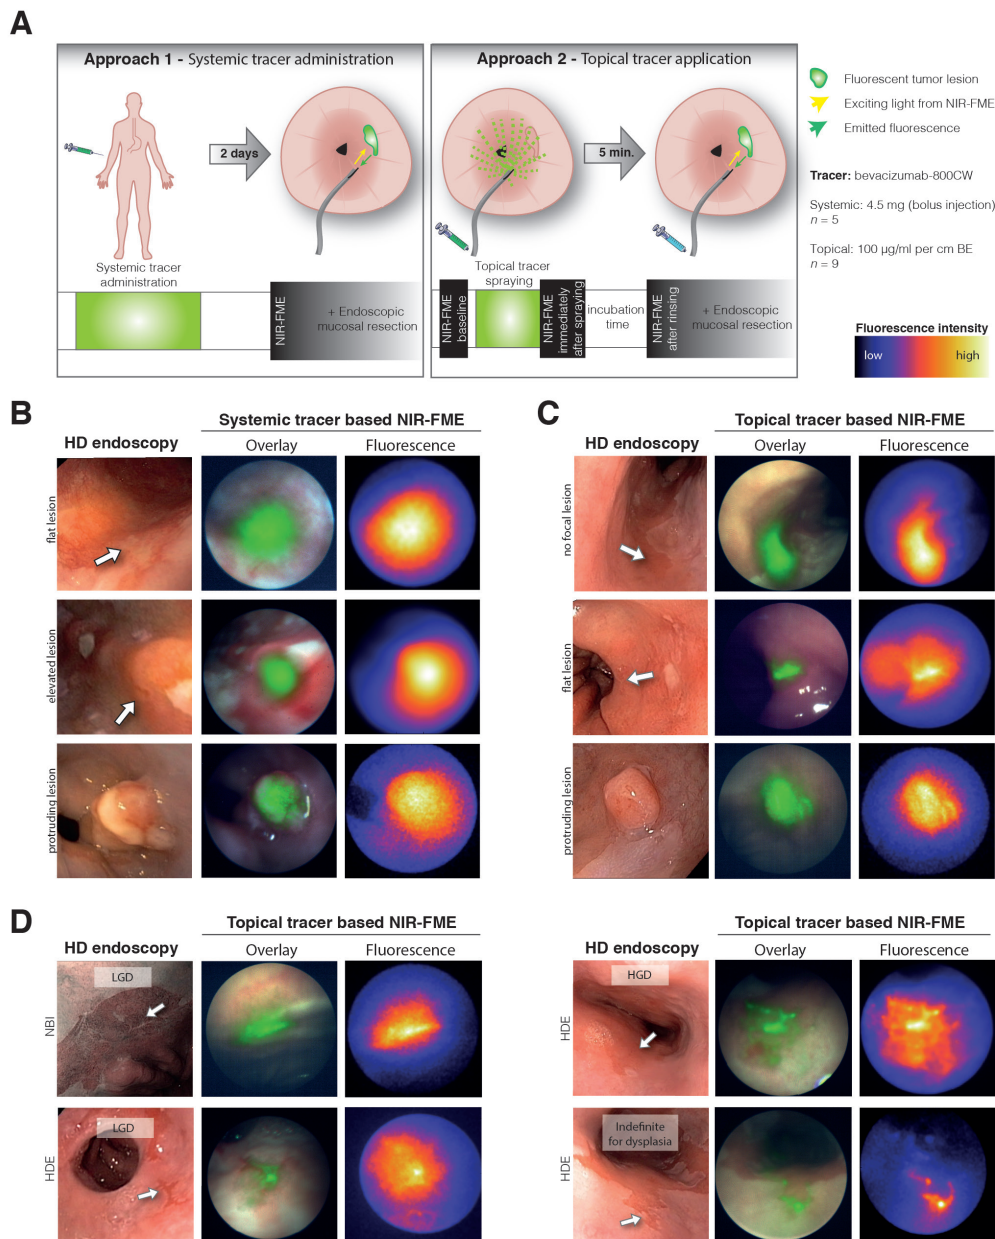 A
Approach 1 - Systemic tracer administration
2 days
Systemic tracer
administration
NIR-FME
+ Endoscopic
mucosal resection
Approach 2 - Topical tracer application
5 min.
Topical tracer
spraying
NIR-FME
baseline
NIR-FME
immediately
after spraying
incubation
time
NIR-FME
after rinsing
+ Endoscopic
mucosal resection
Fluorescent tumor lesion
Exciting light from NIR-FME
Emitted fluorescence
Tracer: bevacizumab-800CW
Systemic: 4.5 mg (bolus injection)
n = 5
Topical: 100 µg/ml per cm BE
n = 9
Fluorescence intensity
low high
B
Systemic tracer based NIR-FME
HD endoscopy Overlay Fluorescence
flat lesion
elevated lesion
protruding lesion
C
Topical tracer based NIR-FME
HD endoscopy Overlay Fluorescence
no focal lesion
flat lesion
protruding lesion
D
Topical tracer based NIR-FME
HD endoscopy Overlay Fluorescence
LGD
NBI
LGD
HDE
Topical tracer based NIR-FME
HD endoscopy Overlay Fluorescence
HGD
HDE
Indefinite
for dysplasia
HDE